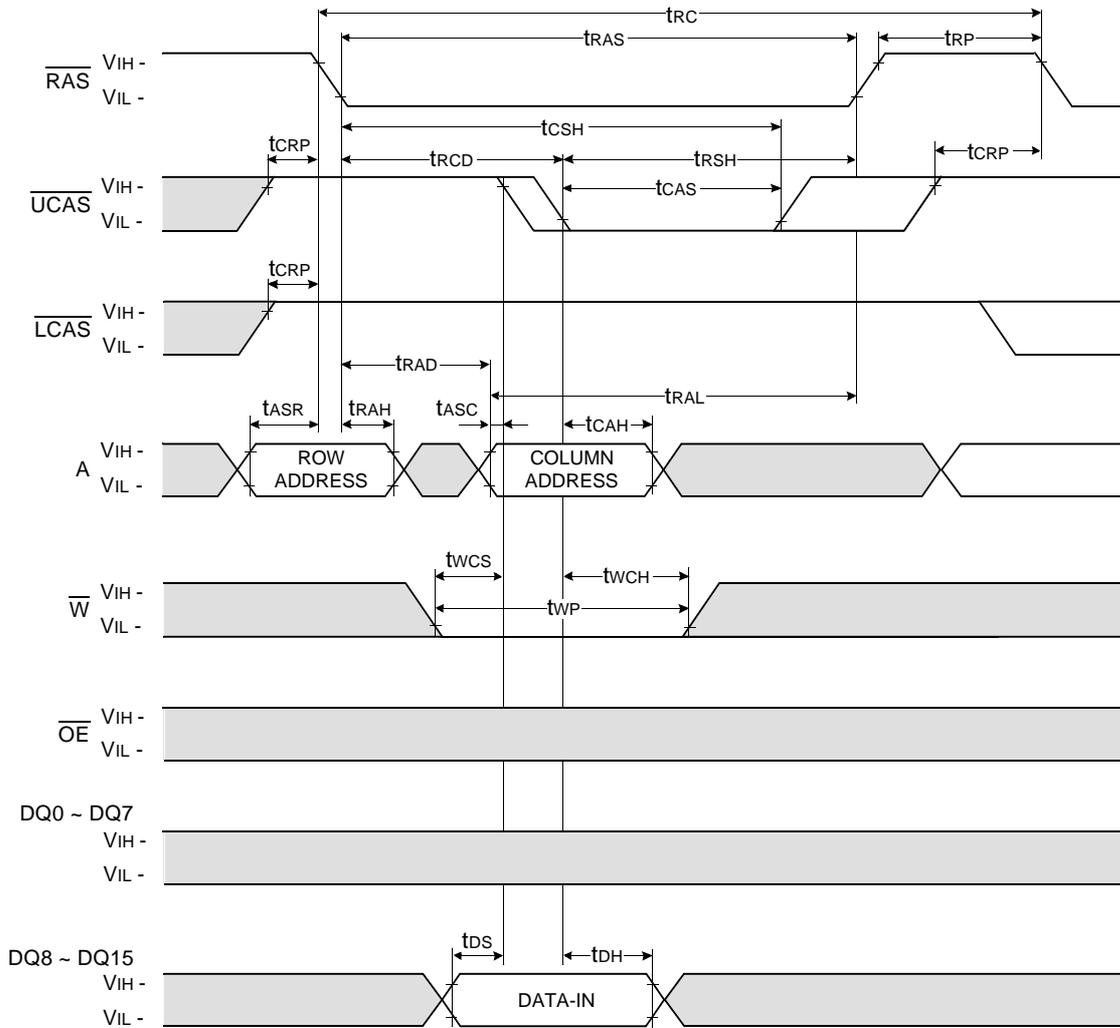 tRC
tRAS
tRP
RAS
VIH -
VIL -
tCSH
tCRP
tRCD
tRSH
tCRP
UCAS
VIH -
VIL -
tCAS
tCRP
LCAS
VIH -
VIL -
tRAD
tRAL
tASR
tRAH
tASC
tCAH
A
VIH -
VIL -
ROW
ADDRESS
COLUMN
ADDRESS
tWCS
tWCH
W
VIH -
VIL -
tWP
OE
VIH -
VIL -
DQ0 ~ DQ7
VIH -
VIL -
tDS
tDH
DQ8 ~ DQ15
VIH -
VIL -
DATA-IN